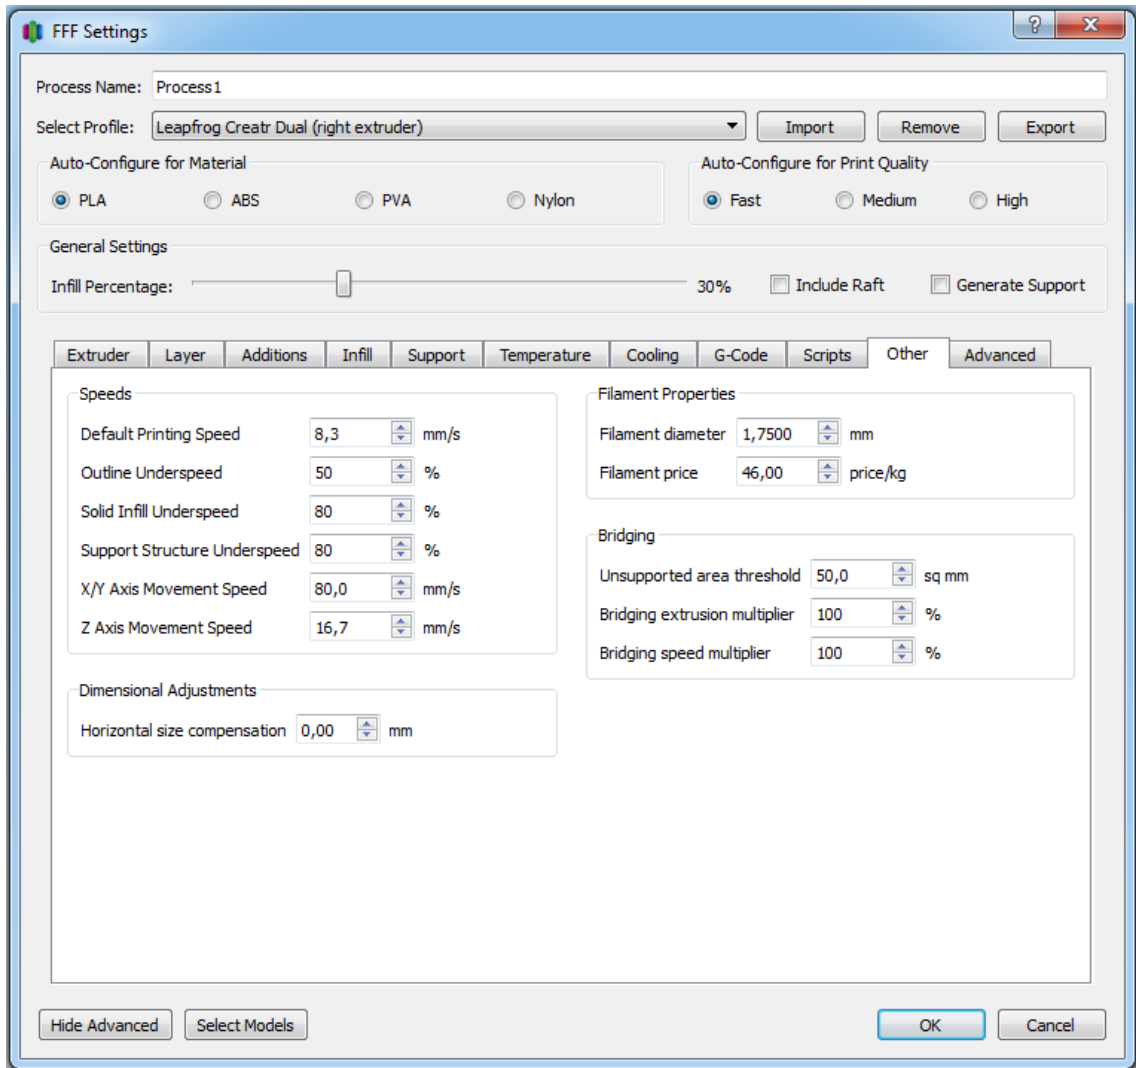 FFF Settings
Process Name: Process1
Select Profile: Leapfrog Creatr Dual (right extruder) Import Remove Export
Auto-Configure for Material Auto-Configure for Print Quality
PLA ABS PVA Nylon Fast Medium High
General Settings
Infill Percentage: 30% Include Raft Generate Support
Extruder Layer Additions Infill Support Temperature Cooling G-Code Scripts Other Advanced
Speeds
Default Printing Speed 8,3 mm/s
Outline Underspeed 50 %
Solid Infill Underspeed 80 %
Support Structure Underspeed 80 %
X/Y Axis Movement Speed 80,0 mm/s
Z Axis Movement Speed 16,7 mm/s
Dimensional Adjustments
Horizontal size compensation 0,00 mm
Filament Properties
Filament diameter 1,7500 mm
Filament price 46,00 price/kg
Bridging
Unsupported area threshold 50,0 sq mm
Bridging extrusion multiplier 100 %
Bridging speed multiplier 100 %
Hide Advanced Select Models OK Cancel